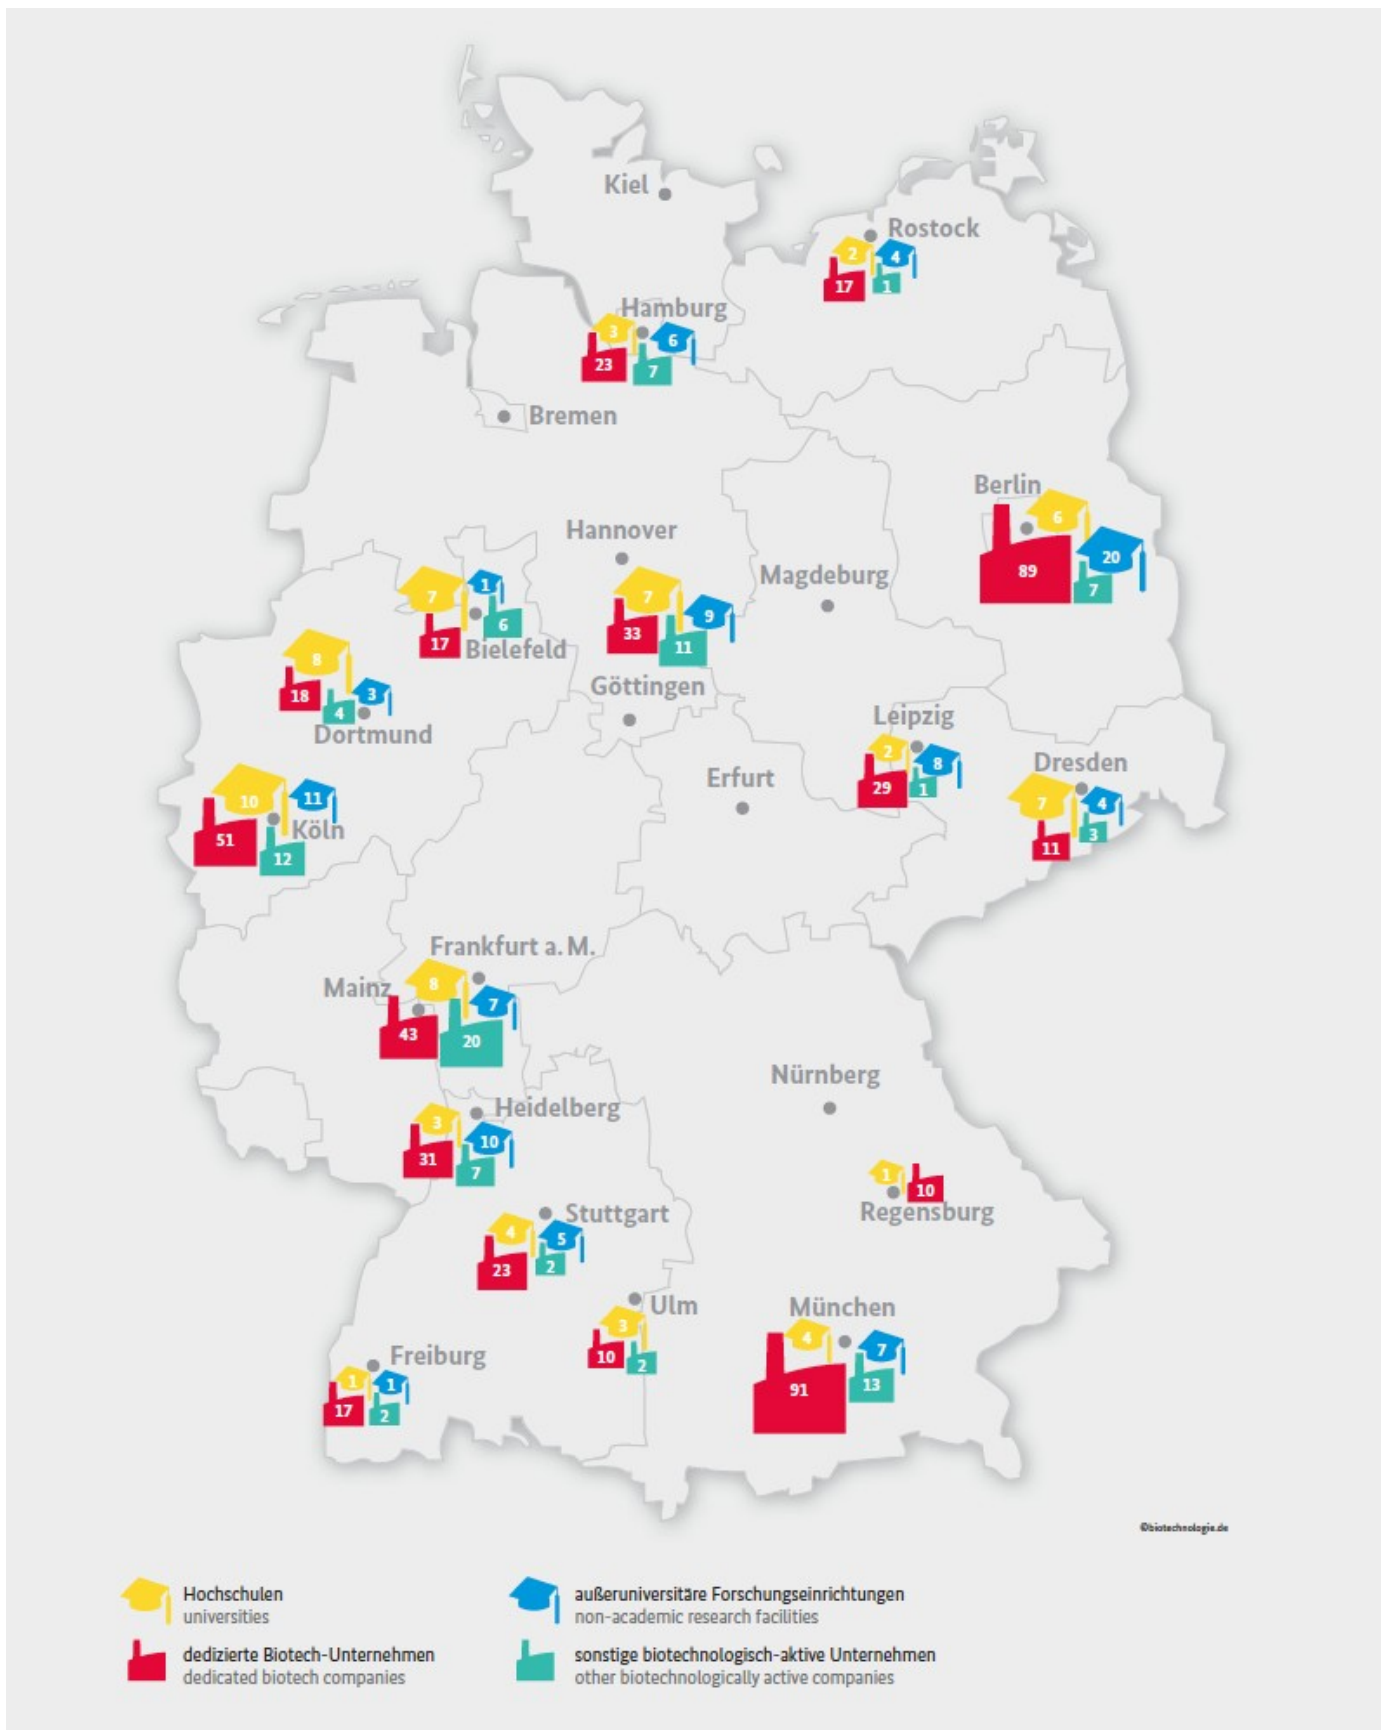 Kiel
Rostock
2
4
17
1
Hamburg
3
6
23
7
Bremen
Berlin
6
20
89
7
Hannover
7
9
33
11
Magdeburg
7
1
17
6
Bielefeld
8
3
18
4
Dortmund
Göttingen
Leipzig
2
8
29
1
Dresden
7
4
11
3
Erfurt
10
11
51
Köln
12
Frankfurt a. M.
Mainz
8
7
43
20
Nürnberg
Heidelberg
3
10
31
7
1
10
Regensburg
Stuttgart
4
5
23
2
Ulm
3
10
2
München
4
7
91
13
Freiburg
1
1
17
2
©biotechnologie.de
Hochschulen
universities
außeruniversitäre Forschungseinrichtungen
non-academic research facilities
dedizierte Biotech-Unternehmen
dedicated biotech companies
sonstige biotechnologisch-aktive Unternehmen
other biotechnologically active companies